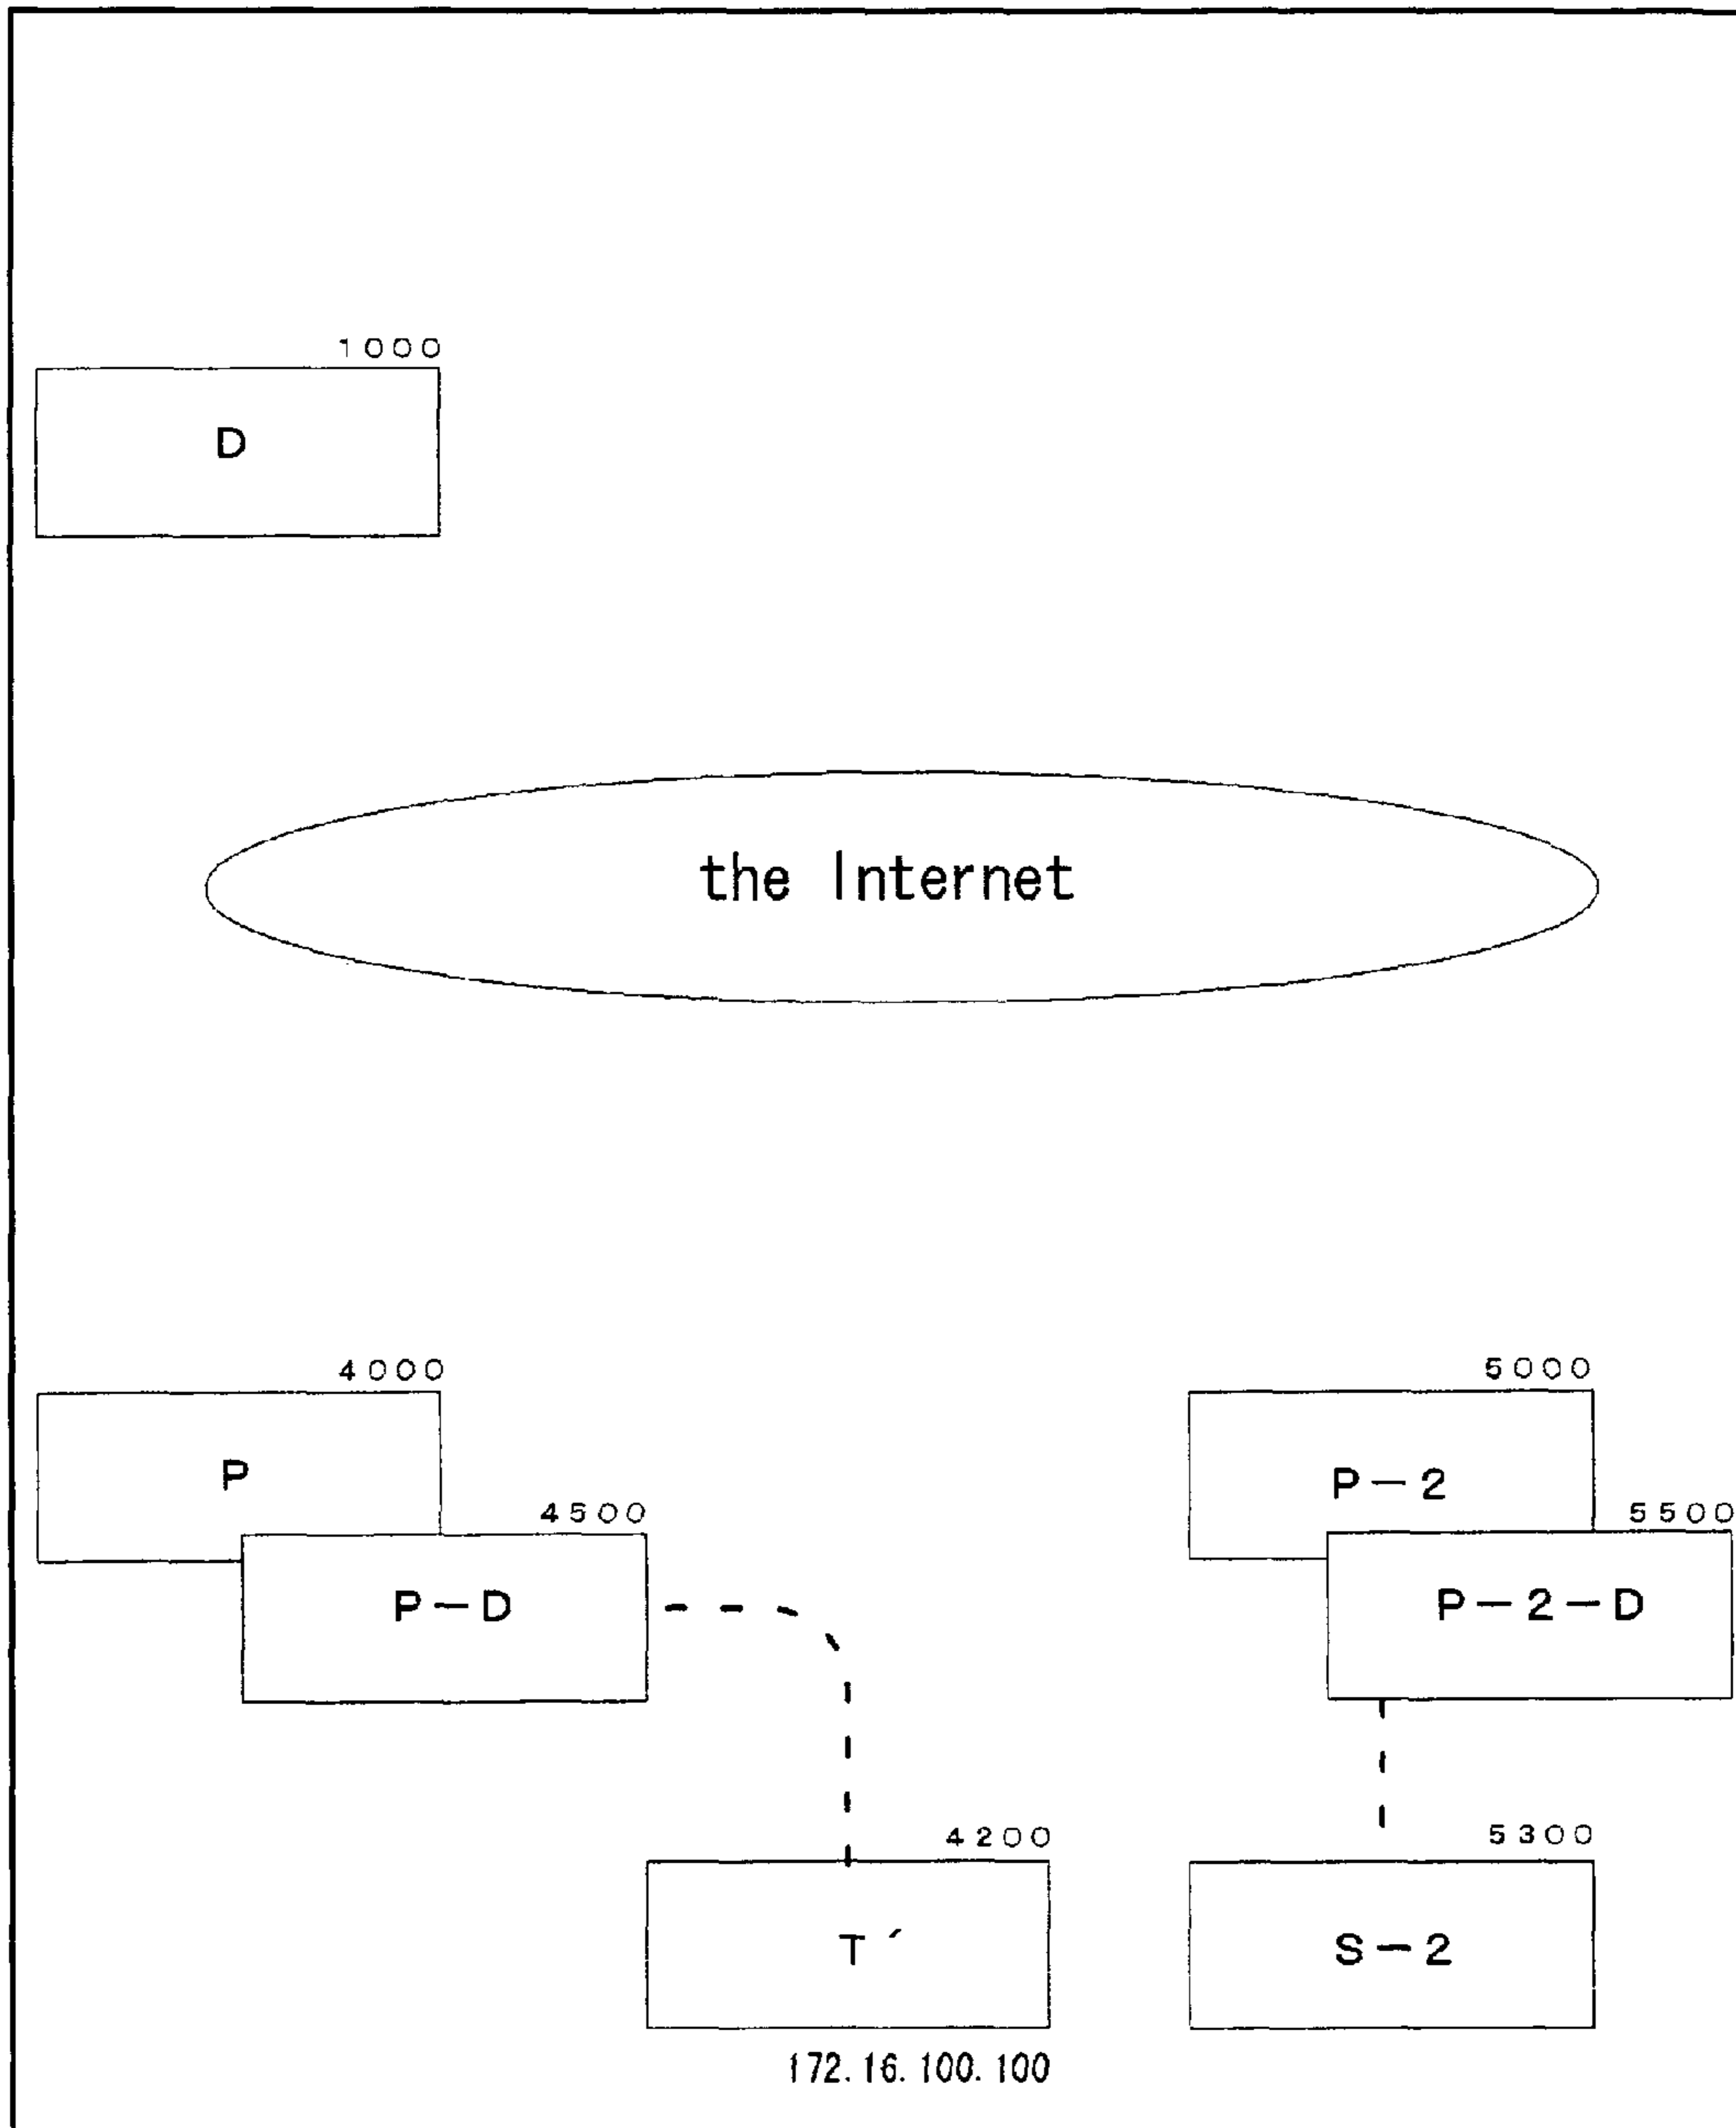 1000
D
the Internet
4000
P
5000
P-2
4500
P-D
5500
P-2-D
4200
T´
172.16.100.100
5300
S-2